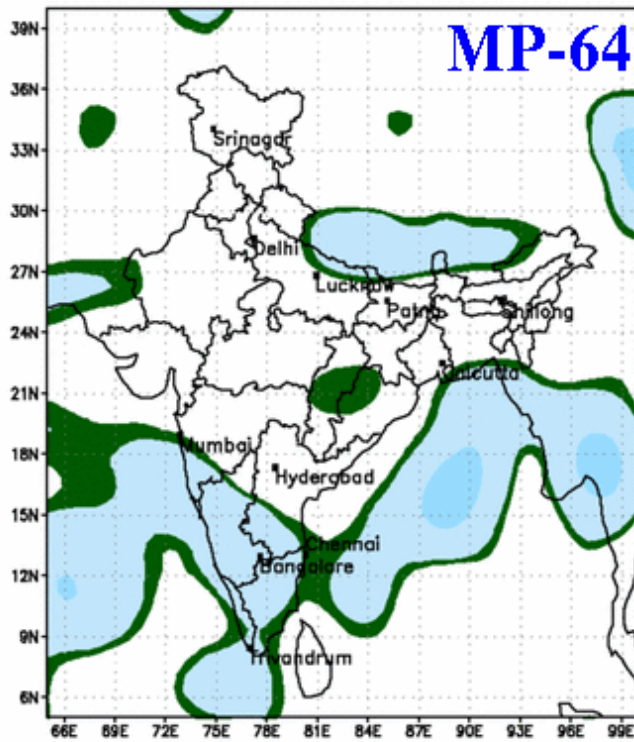 MP-64
39N
36N
33N
30N
27N
24N
21N
18N
15N
12N
9N
6N
Srinagar
Delhi
Lucknow
Patna
Shilong
Calcutta
Mumbai
Hyderabad
Chennai
Bangalore
Trivandrum
66E 69E 72E 75E 78E 81E 84E 87E 90E 93E 96E 99E